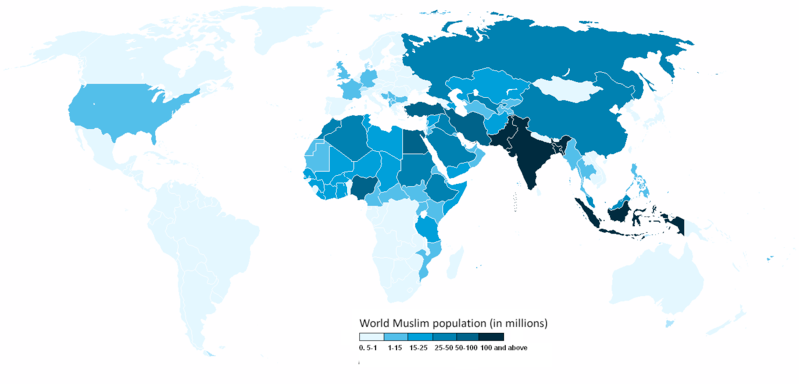 World Muslim population (in millions)
0. 5-1 1-15 15-25 25-50 50-100 100 and above